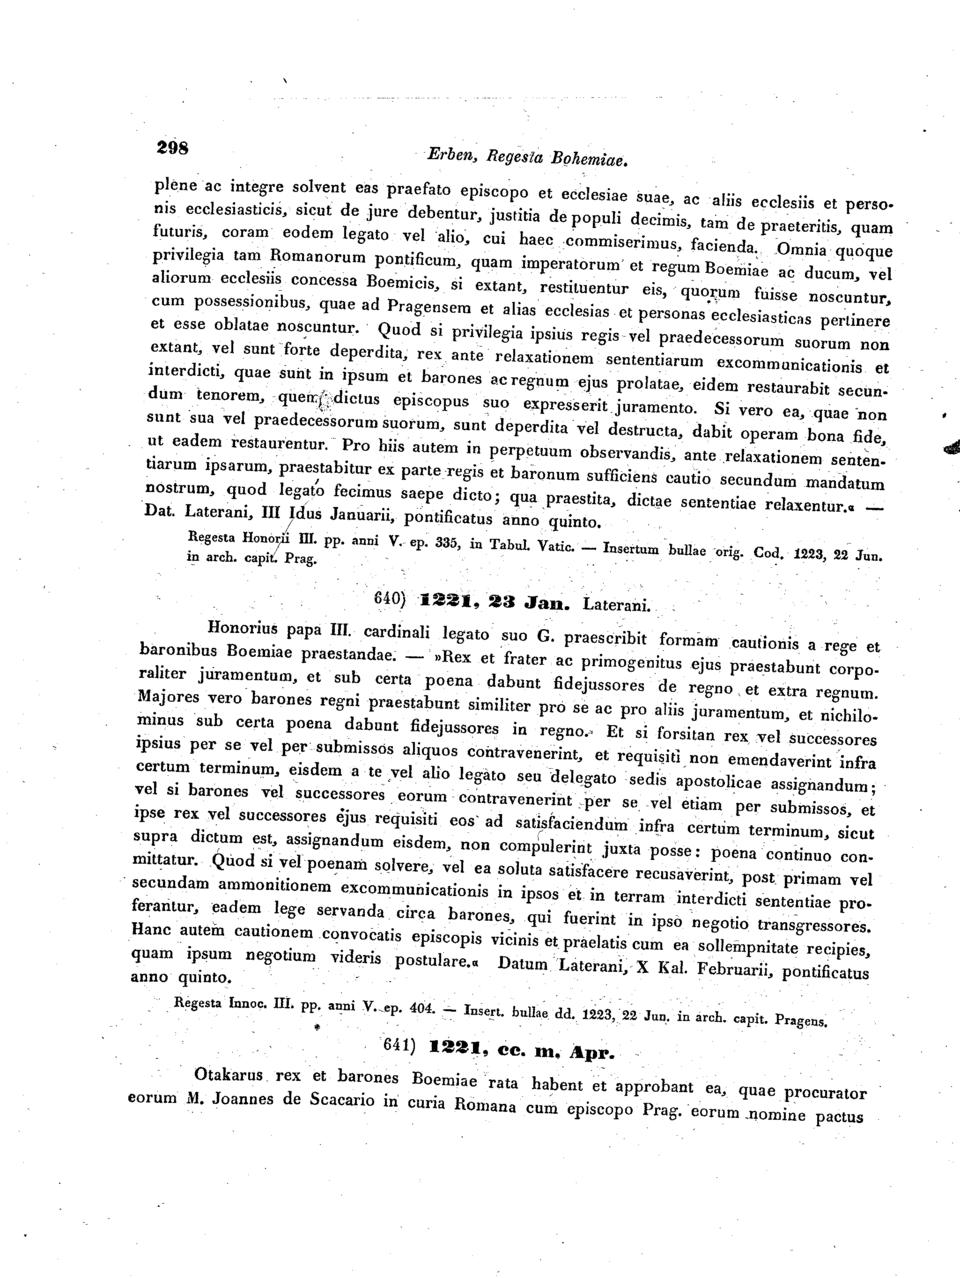 298 Erben, Regesta Bohemiae.
plene ac integre solvent eas praefato episcopo et ecclesiae suae, ac aliis ecclesiis et perso-
nis ecclesiasticis, sicut de jure debentur, justitia de populi decimis, tam de praeteritis, quam
futuris, coram eodem legato vel alio, cui haec commiserimus, facienda. Omnia quoque
privilegia tam Romanorum pontificum, quam imperatorum et regum Boemiae ac ducum, vel
aliorum ecclesiis concessa Boemicis, si extant, restituentur eis, quorum fuisse noscuntur,
cum possessionibus, quae ad Pragensem et alias ecclesias et personas ecclesiasticas pertinere
et esse oblatae noscuntur. Quod si privilegia ipsius regis vel praedecessorum suorum non
extant, vel sunt forte deperdita, rex ante relaxationem sententiarum excommunicationis et
interdicti, quae sunt in ipsum et barones ac regnum ejus prolatae, eidem restaurabit secun-
dum tenorem, quem dictus episcopus suo expresserit juramento. Si vero ea, quae non
sunt sua vel praedecessorum suorum, sunt deperdita vel destructa, dabit operam bona fide,
ut eadem restaurentur. Pro hiis autem in perpetuum observandis, ante relaxationem senten-
tiarum ipsarum, praestabitur ex parte regis et baronum sufficiens cautio secundum mandatum
nostrum, quod legato fecimus saepe dicto; qua praestita, dictae sententiae relaxentur.« —
Dat. Laterani, III Idus Januarii, pontificatus anno quinto.
Regesta Honorii III. pp. anni V. ep. 335, in Tabul. Vatic. — Insertum bullae orig. Cod. 1223, 22 Jun.
in arch. capit. Prag.
640) 1221, 23 Jan. Laterani.
Honorius papa III. cardinali legato suo G. praescribit formam cautionis a rege et
baronibus Boemiae praestandae. — »Rex et frater ac primogenitus ejus praestabunt corpo-
raliter juramentum, et sub certa poena dabunt fidejussores de regno et extra regnum.
Majores vero barones regni praestabunt similiter pro se ac pro aliis juramentum, et nichilo-
minus sub certa poena dabunt fidejussores in regno. Et si forsitan rex vel successores
ipsius per se vel per submissos aliquos contravenerint, et requisiti non emendaverint infra
certum terminum, eisdem a te vel alio legato seu delegato sedis apostolicae assignandum;
vel si barones vel successores eorum contravenerint per se vel etiam per submissos, et
ipse rex vel successores ejus requisiti eos ad satisfaciendum infra certum terminum, sicut
supra dictum est, assignandum eisdem, non compulerint juxta posse: poena continuo com-
mittatur. Quod si vel poenam solvere, vel ea soluta satisfacere recusaverint, post primam vel
secundam ammonitionem excommunicationis in ipsos et in terram interdicti sententiae pro-
ferantur, eadem lege servanda circa barones, qui fuerint in ipso negotio transgressores.
Hanc autem cautionem convocatis episcopis vicinis et praelatis cum ea sollempnitate recipies,
quam ipsum negotium videris postulare.« Datum Laterani, X Kal. Februarii, pontificatus
anno quinto.
Regesta Innoc. III. pp. anni V. ep. 404. — Insert. bullae dd. 1223, 22 Jun. in arch. capit. Pragens.
641) 1221, cc. m. Apr.
Otakarus rex et barones Boemiae rata habent et approbant ea, quae procurator
eorum M. Joannes de Scacario in curia Romana cum episcopo Prag. eorum nomine pactus